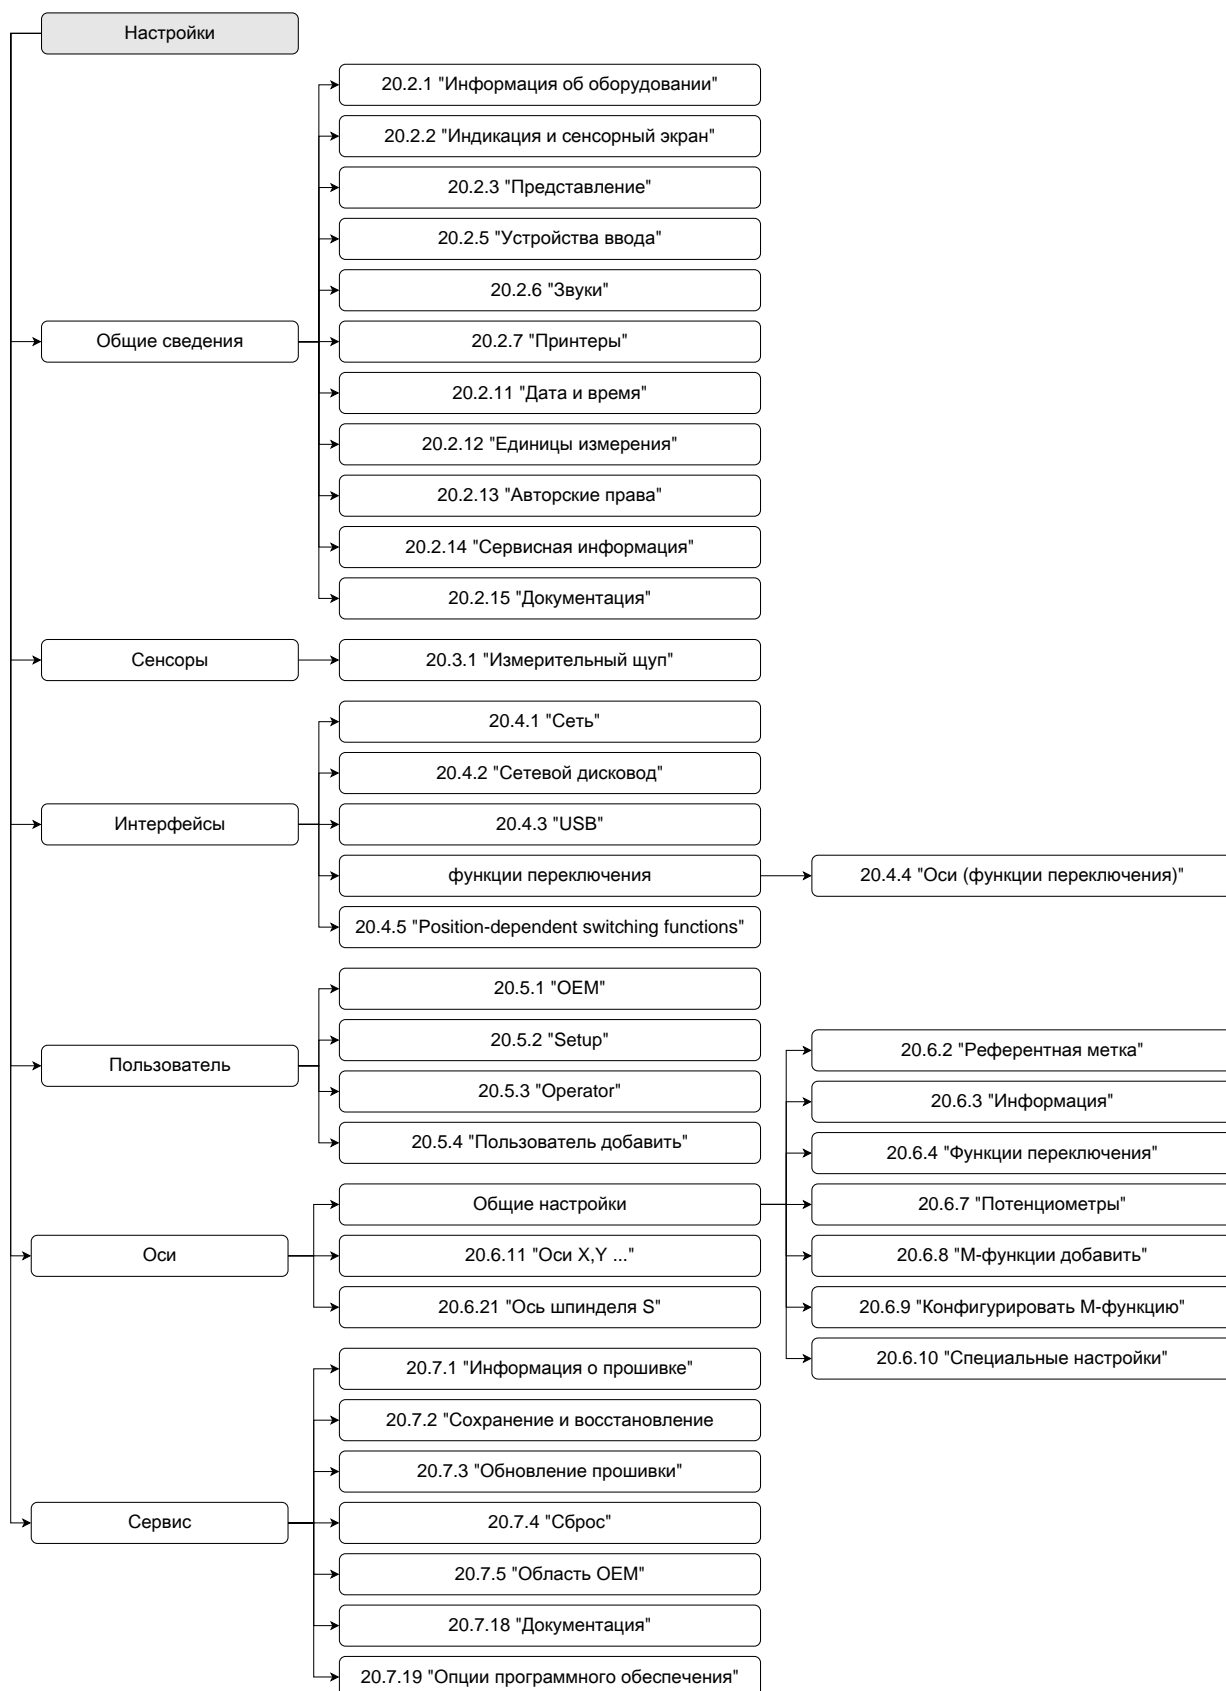 Настройки
Общие сведения
20.2.1 "Информация об оборудовании"
20.2.2 "Индикация и сенсорный экран"
20.2.3 "Представление"
20.2.5 "Устройства ввода"
20.2.6 "Звуки"
20.2.7 "Принтеры"
20.2.11 "Дата и время"
20.2.12 "Единицы измерения"
20.2.13 "Авторские права"
20.2.14 "Сервисная информация"
20.2.15 "Документация"
Сенсоры
20.3.1 "Измерительный щуп"
Интерфейсы
20.4.1 "Сеть"
20.4.2 "Сетевой дисковод"
20.4.3 "USB"
функции переключения
20.4.4 "Оси (функции переключения)"
20.4.5 "Position-dependent switching functions"
Пользователь
20.5.1 "OEM"
20.5.2 "Setup"
20.5.3 "Operator"
20.5.4 "Пользователь добавить"
Оси
Общие настройки
20.6.2 "Референтная метка"
20.6.3 "Информация"
20.6.4 "Функции переключения"
20.6.7 "Потенциометры"
20.6.8 "М-функции добавить"
20.6.9 "Конфигурировать М-функцию"
20.6.10 "Специальные настройки"
20.6.11 "Оси X,Y ..."
20.6.21 "Ось шпинделя S"
Сервис
20.7.1 "Информация о прошивке"
20.7.2 "Сохранение и восстановление
20.7.3 "Обновление прошивки"
20.7.4 "Сброс"
20.7.5 "Область OEM"
20.7.18 "Документация"
20.7.19 "Опции программного обеспечения"